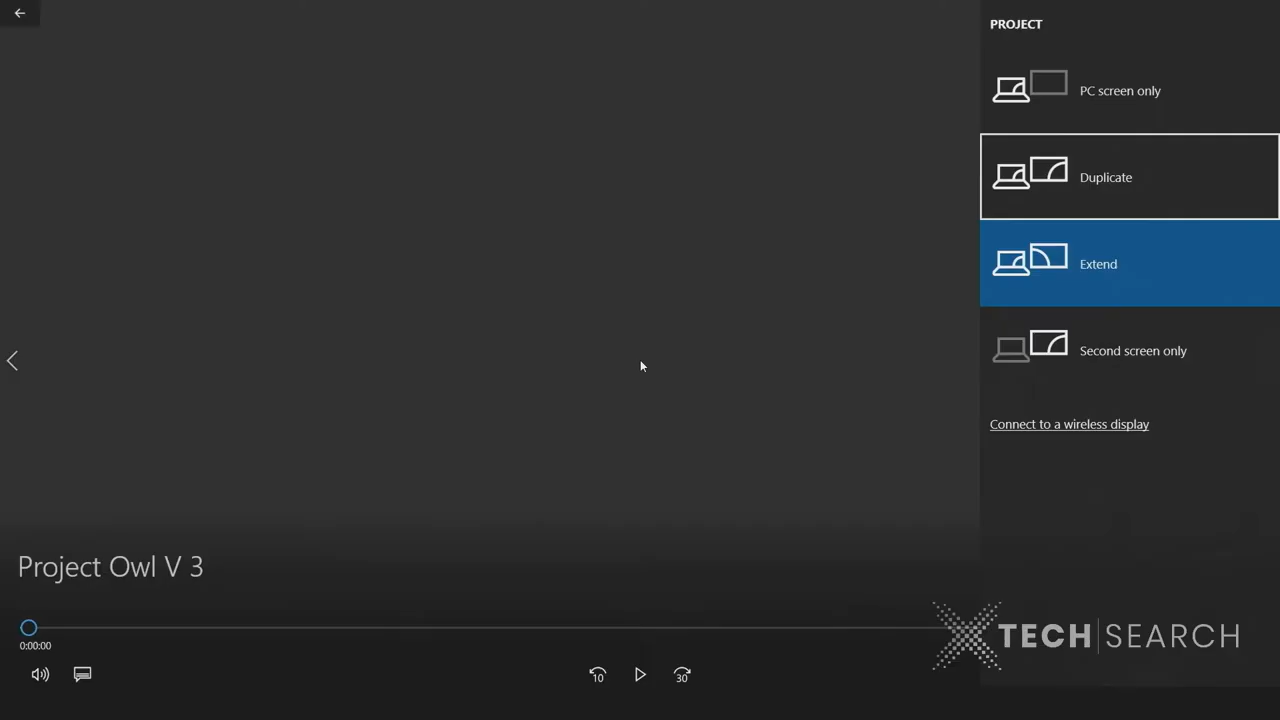 PROJECT
PC screen only
Duplicate
Extend
Second screen only
Connect to a wireless display
Project Owl V 3
0:00:00
10
30
TECH|SEARCH